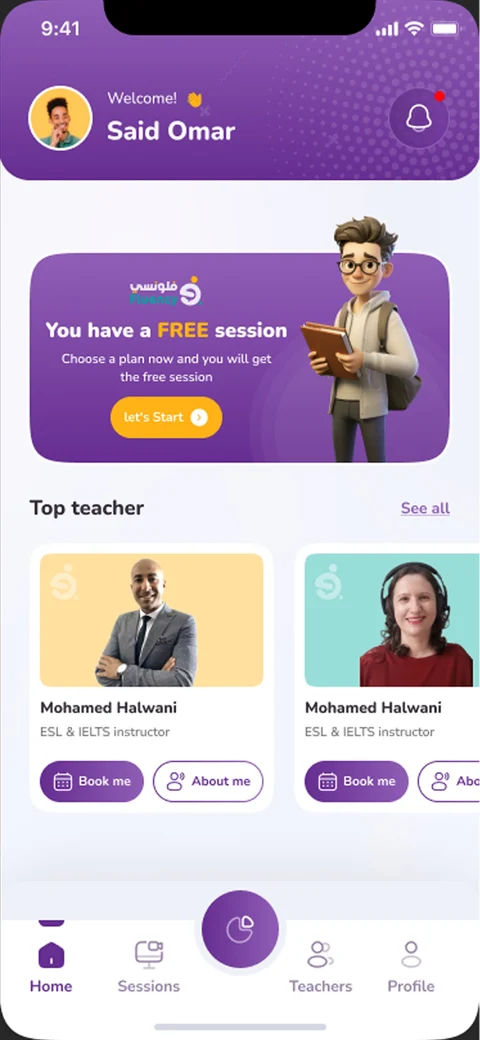 9:41
Welcome! 👋
Said Omar
فلونسي
Fluency
You have a FREE session
Choose a plan now and you will get
the free session
let's Start
Top teacher
See all
Mohamed Halwani
ESL & IELTS instructor
Book me
About me
Mohamed Halwani
ESL & IELTS instructor
Book me
Abo
Home
Sessions
Teachers
Profile